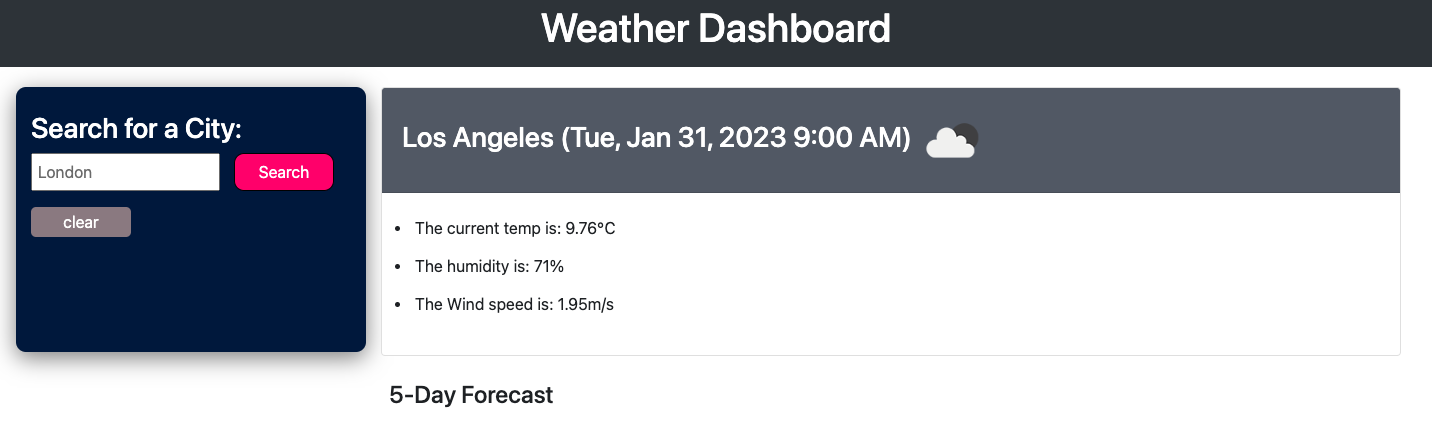 Weather Dashboard
Search for a City:
London
Search
clear
Los Angeles (Tue, Jan 31, 2023 9:00 AM)
• The current temp is: 9.76°C
• The humidity is: 71%
• The Wind speed is: 1.95m/s
5-Day Forecast